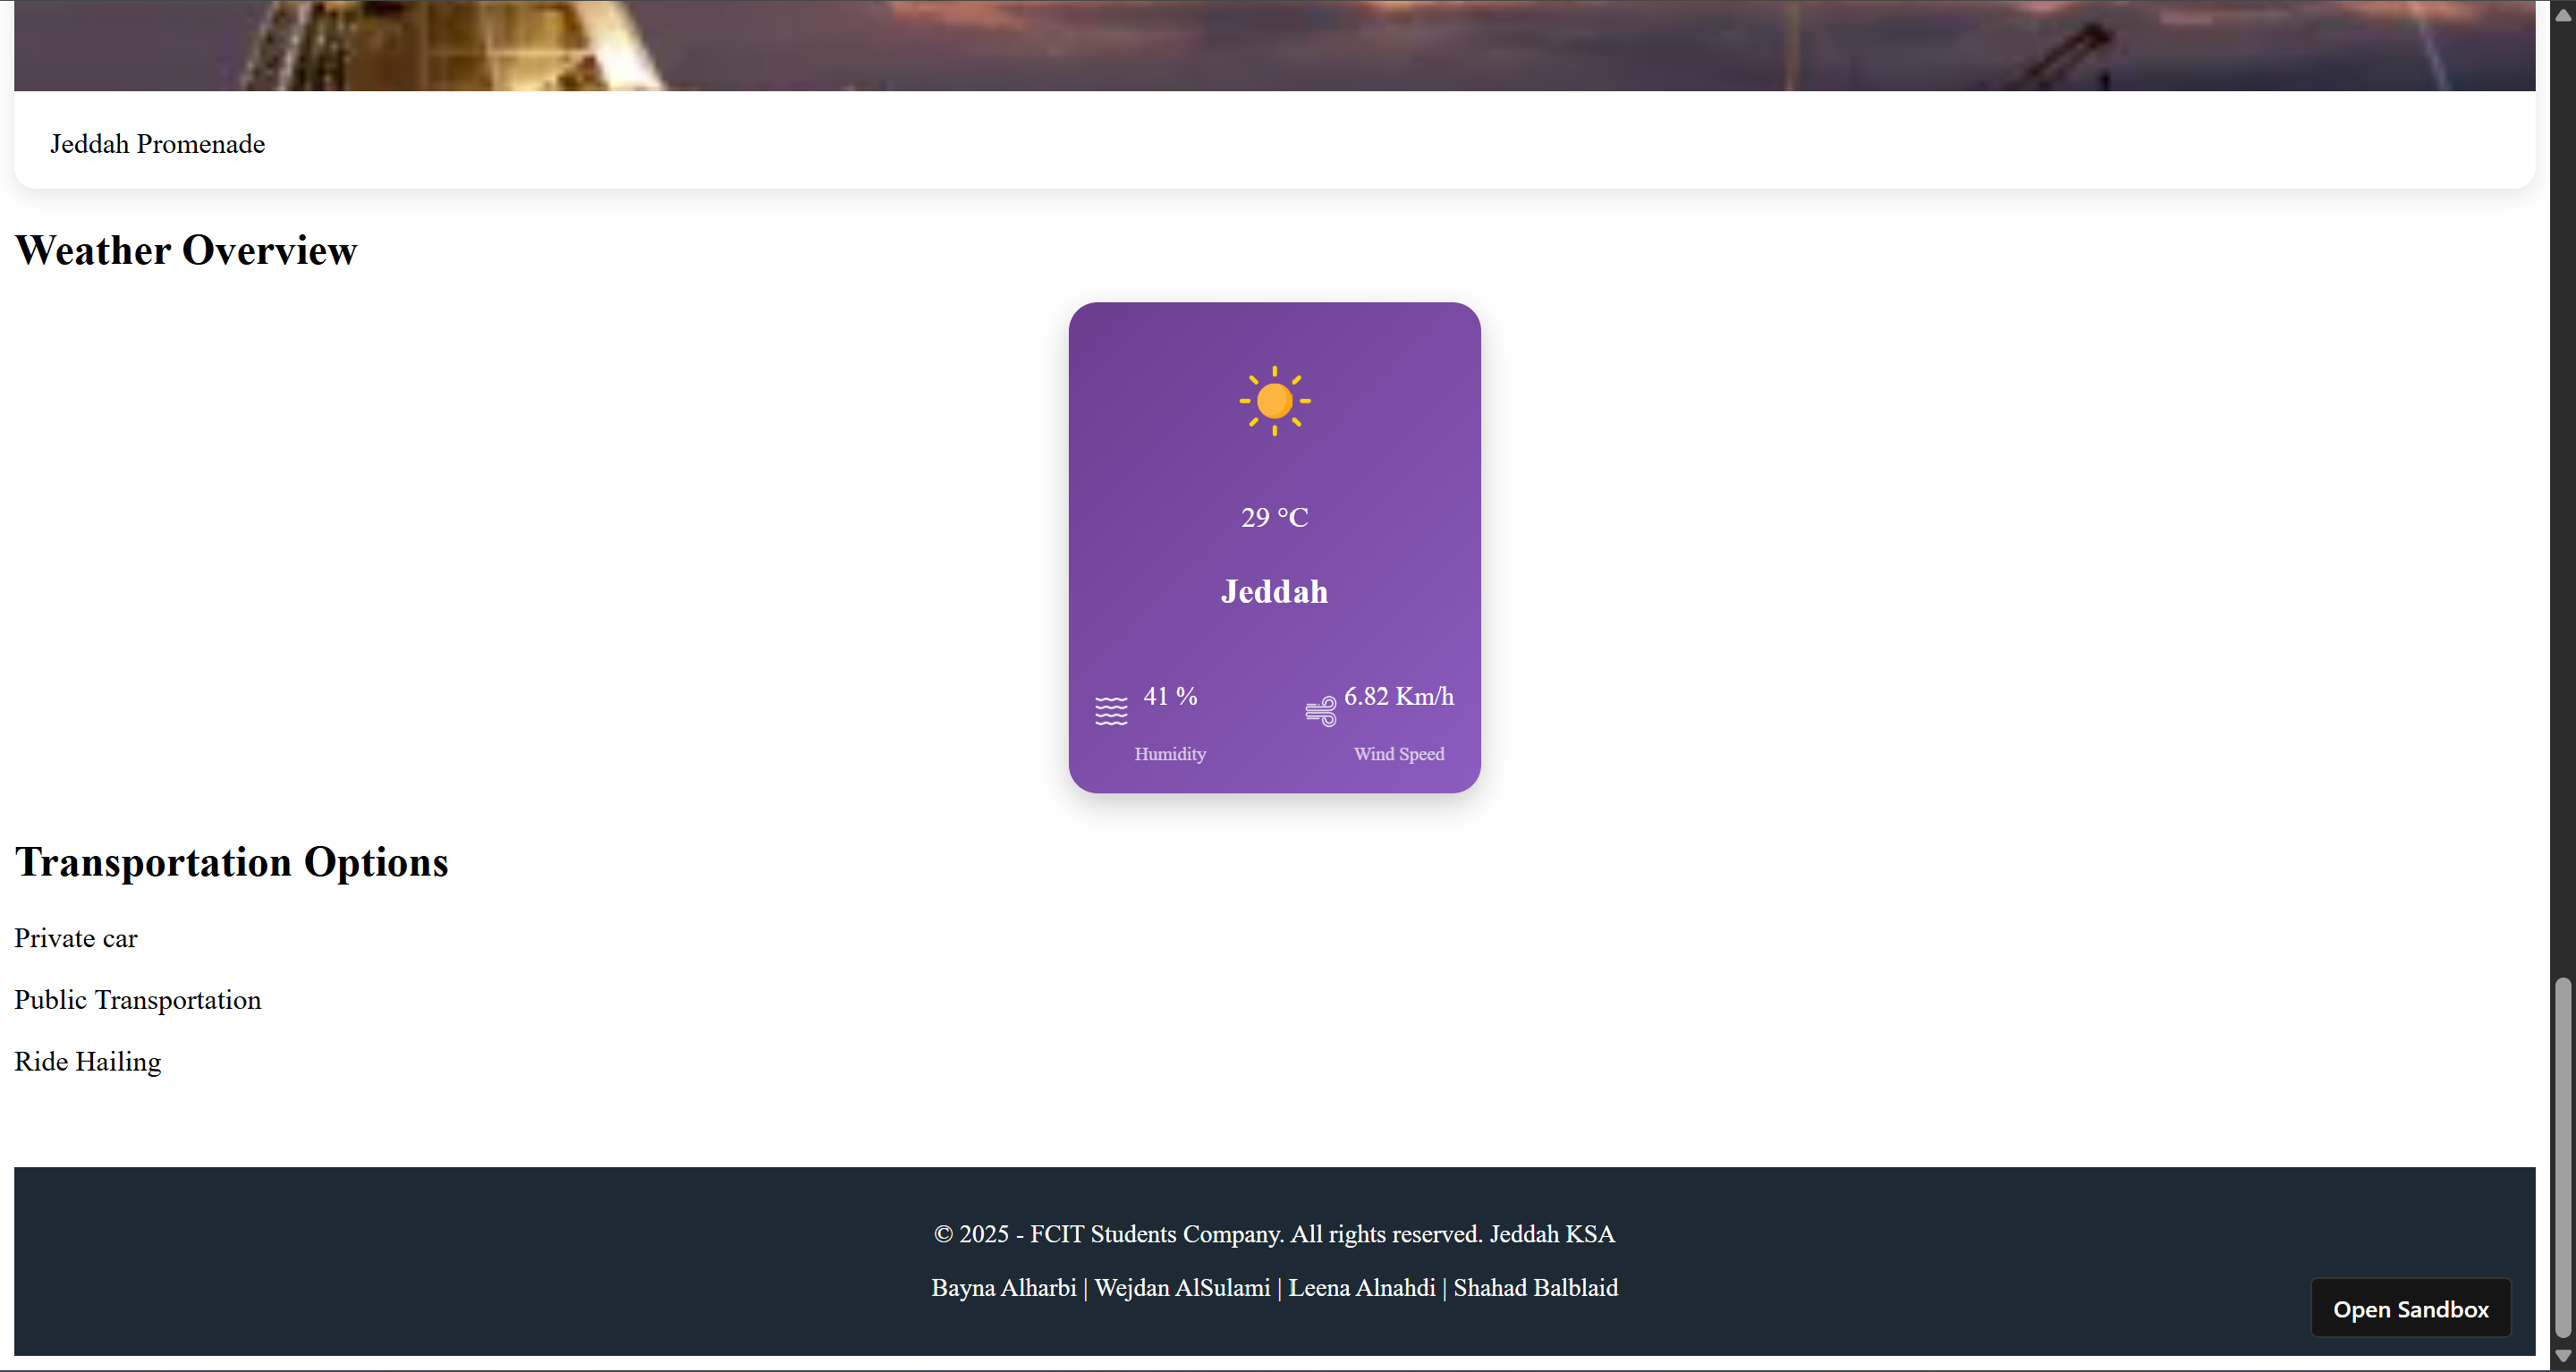 Jeddah Promenade
Weather Overview
29 °C
Jeddah
41 %
Humidity
6.82 Km/h
Wind Speed
Transportation Options
Private car
Public Transportation
Ride Hailing
© 2025 - FCIT Students Company. All rights reserved. Jeddah KSA
Bayna Alharbi | Wejdan AlSulami | Leena Alnahdi | Shahad Balblaid
Open Sandbox